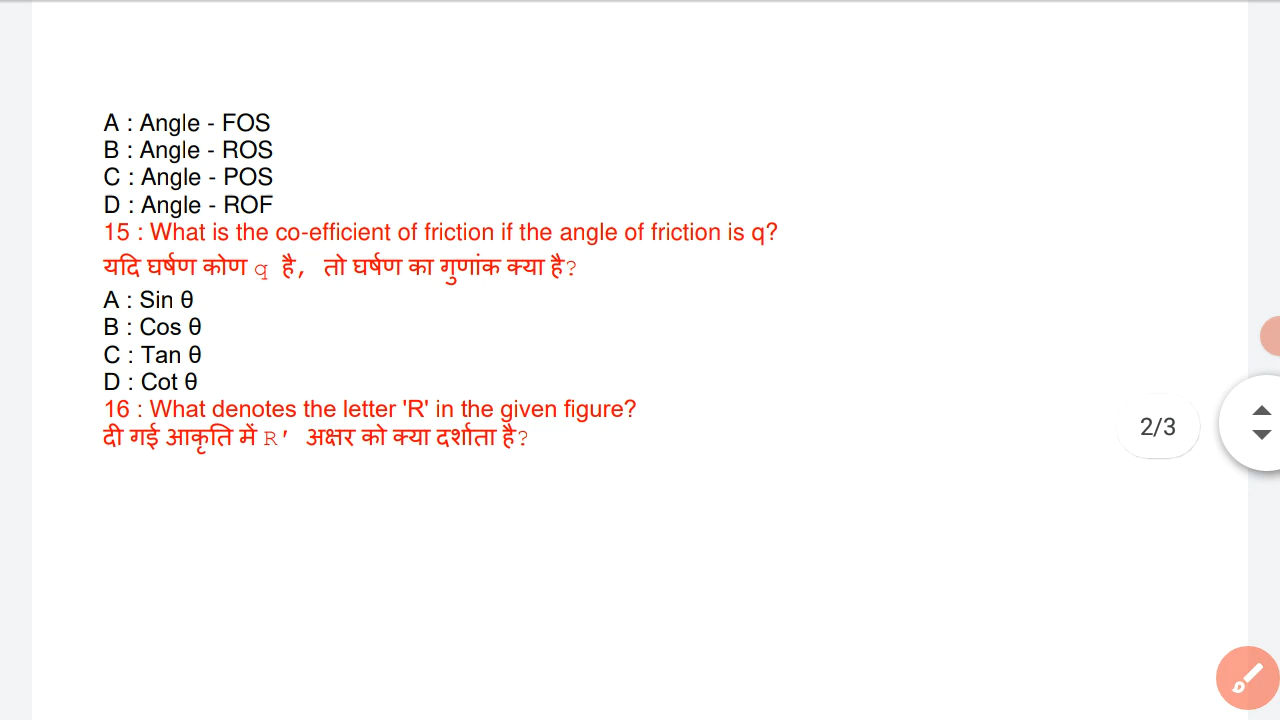 A : Angle - FOS
B : Angle - ROS
C : Angle - POS
D : Angle - ROF
15 : What is the co-efficient of friction if the angle of friction is q?
यदि घर्षण कोण q है, तो घर्षण का गुणांक क्या है?
A : Sin θ
B : Cos θ
C : Tan θ
D : Cot θ
16 : What denotes the letter 'R' in the given figure?
दी गई आकृति में R' अक्षर को क्या दर्शाता है?
2/3